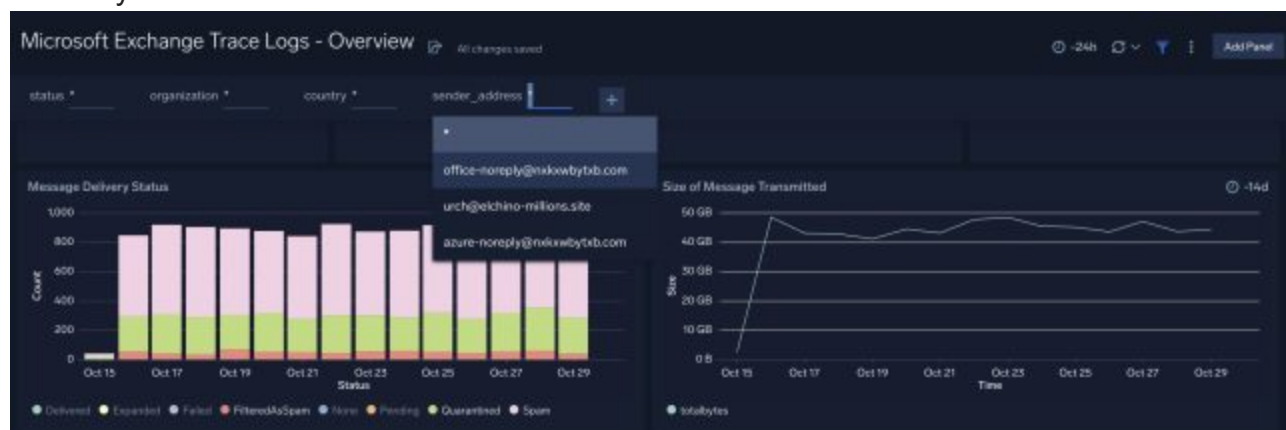 Microsoft Exchange Trace Logs - Overview All changes saved -24h Add Panel
status * organization * country * sender_address *
*
office-noreply@nxkxwbytxb.com
urch@elchino-millions.site
azure-noreply@nxkxwbytxb.com
Message Delivery Status
1,000
800
600
400
200
0
Count
Oct 15 Oct 17 Oct 19 Oct 21 Oct 23 Oct 25 Oct 27 Oct 29
Status
Delivered Expanded Failed FilteredAsSpam None Pending Quarantined Spam
Size of Message Transmitted -14d
50 GB
40 GB
30 GB
20 GB
10 GB
0 B
Size
Oct 15 Oct 17 Oct 19 Oct 21 Oct 23 Oct 25 Oct 27 Oct 29
Time
totalbytes